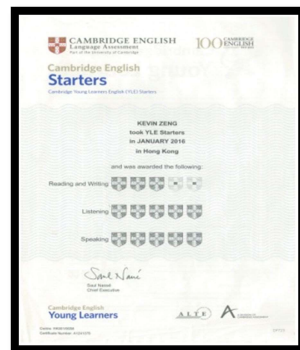 CAMBRIDGE ENGLISH
Language Assessment
Part of the University of Cambridge
100 CAMBRIDGE
ENGLISH
Cambridge English
Starters
Cambridge Young Learners English (YLE) Starters
KEVIN ZENG
took YLE Starters
in JANUARY 2016
in Hong Kong
and was awarded the following:
Reading and Writing
Listening
Speaking
Saul Nassé
Chief Executive
Cambridge English
Young Learners
ALTE